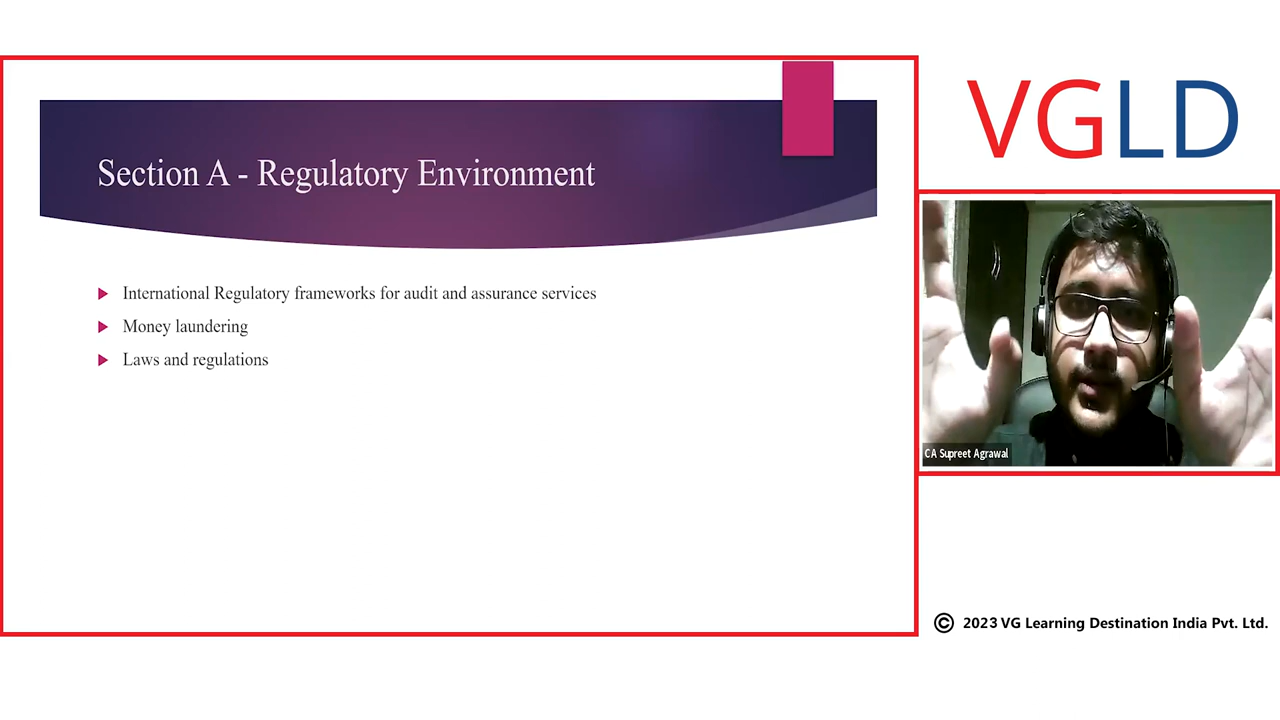 Section A - Regulatory Environment
International Regulatory frameworks for audit and assurance services
Money laundering
Laws and regulations
VGLD
CA Supreet Agrawal
© 2023 VG Learning Destination India Pvt. Ltd.